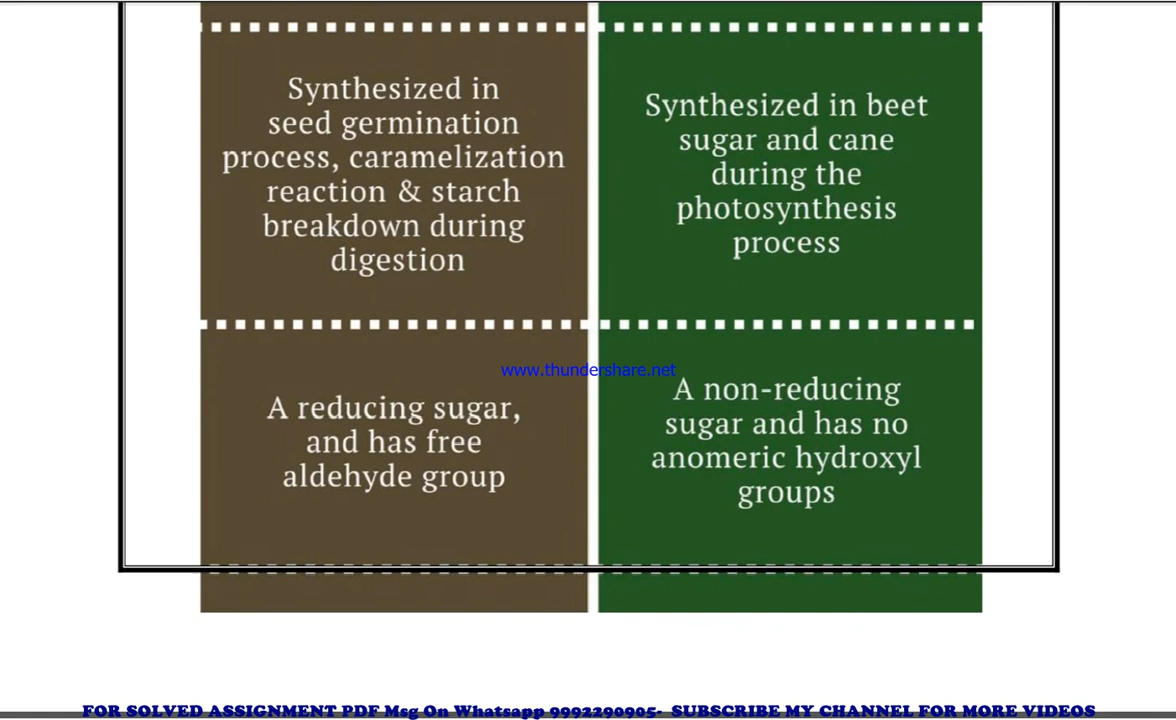 Synthesized in
seed germination
process, caramelization
reaction & starch
breakdown during
digestion
Synthesized in beet
sugar and cane
during the
photosynthesis
process
www.thundershare.net
A reducing sugar,
and has free
aldehyde group
A non-reducing
sugar and has no
anomeric hydroxyl
groups
FOR SOLVED ASSIGNMENT PDF Msg On Whatsapp 9992290905- SUBSCRIBE MY CHANNEL FOR MORE VIDEOS